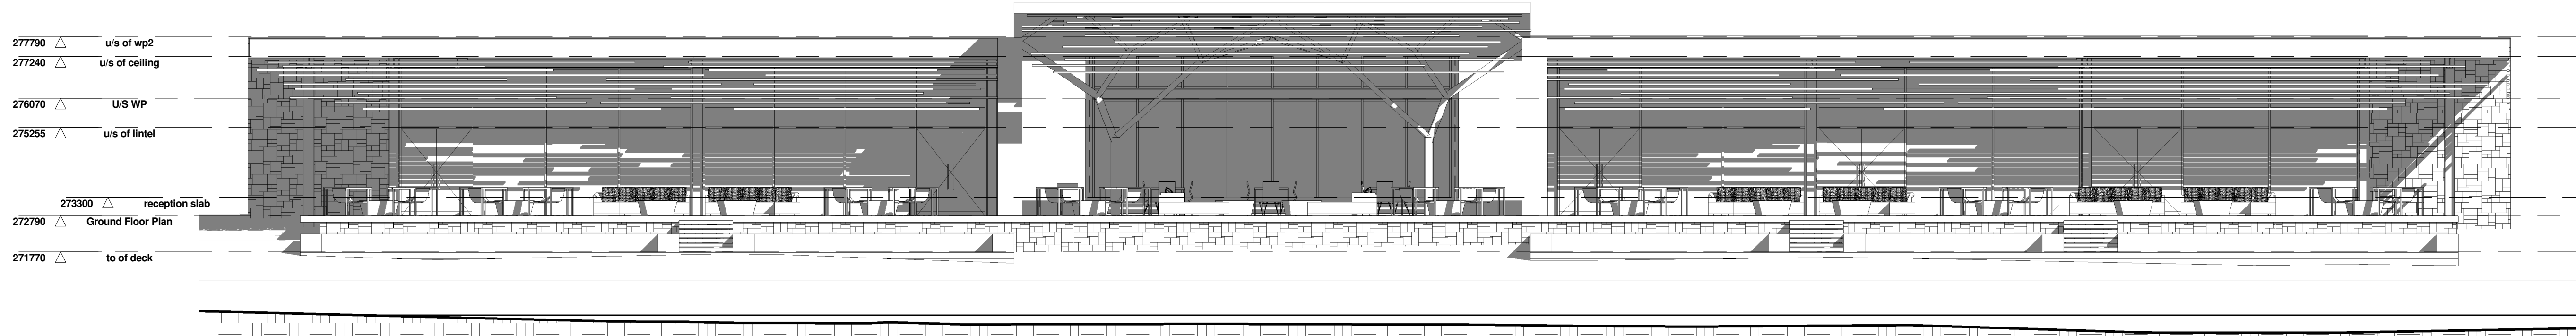 277790 u/s of wp2
277240 u/s of ceiling
276070 U/S WP
275255 u/s of lintel
273300 reception slab
272790 Ground Floor Plan
271770 to of deck